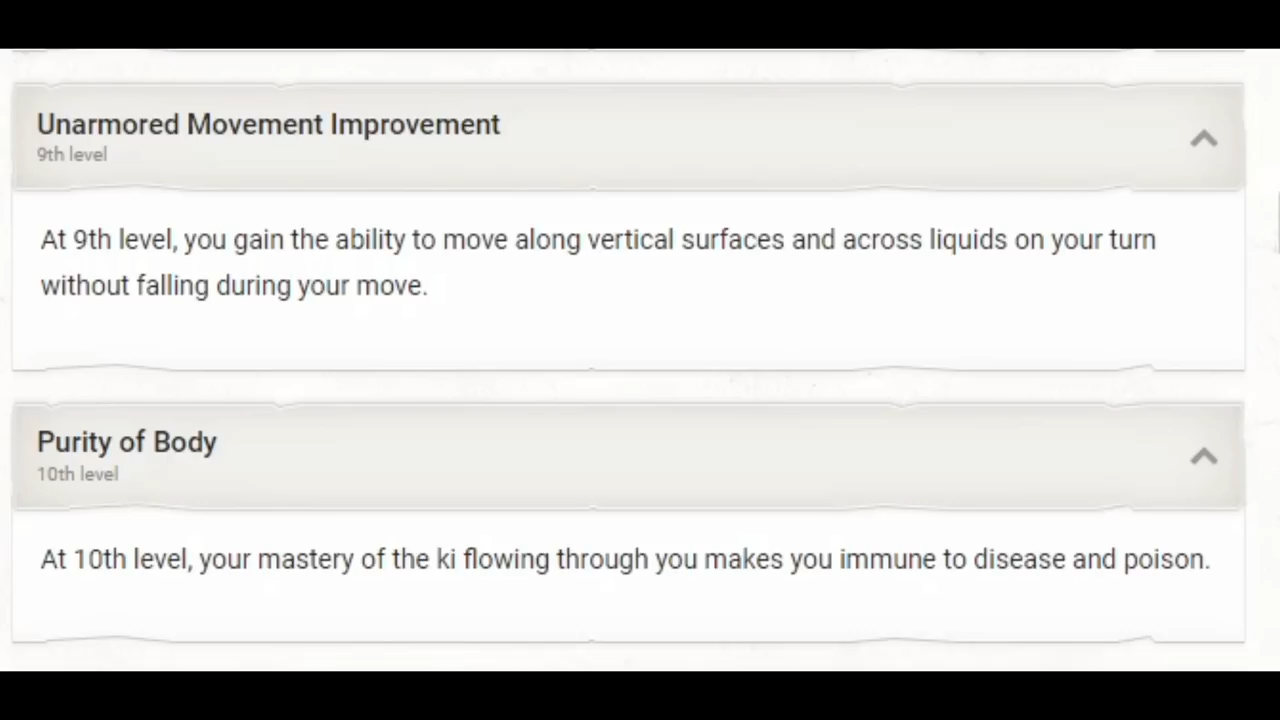 Unarmored Movement Improvement
9th level
At 9th level, you gain the ability to move along vertical surfaces and across liquids on your turn
without falling during your move.
Purity of Body
10th level
At 10th level, your mastery of the ki flowing through you makes you immune to disease and poison.